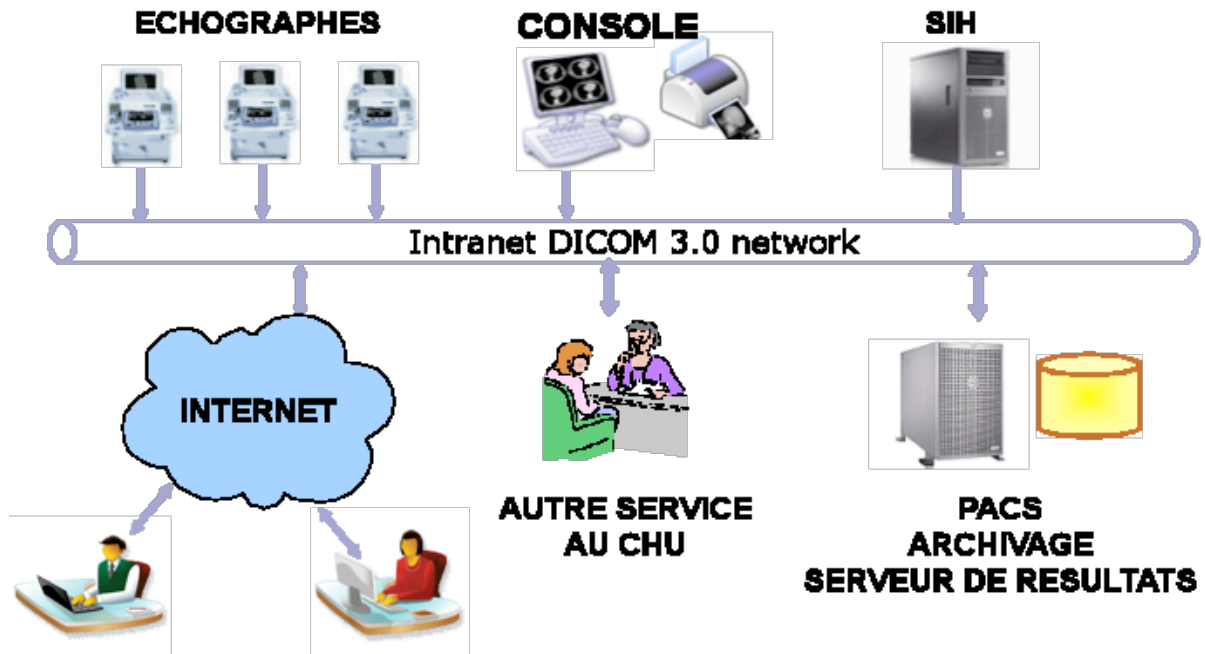 ECHOGRAPHES
CONSOLE
SIH
Intranet DICOM 3.0 network
INTERNET
AUTRE SERVICE
AU CHU
PACS
ARCHIVAGE
SERVEUR DE RESULTATS